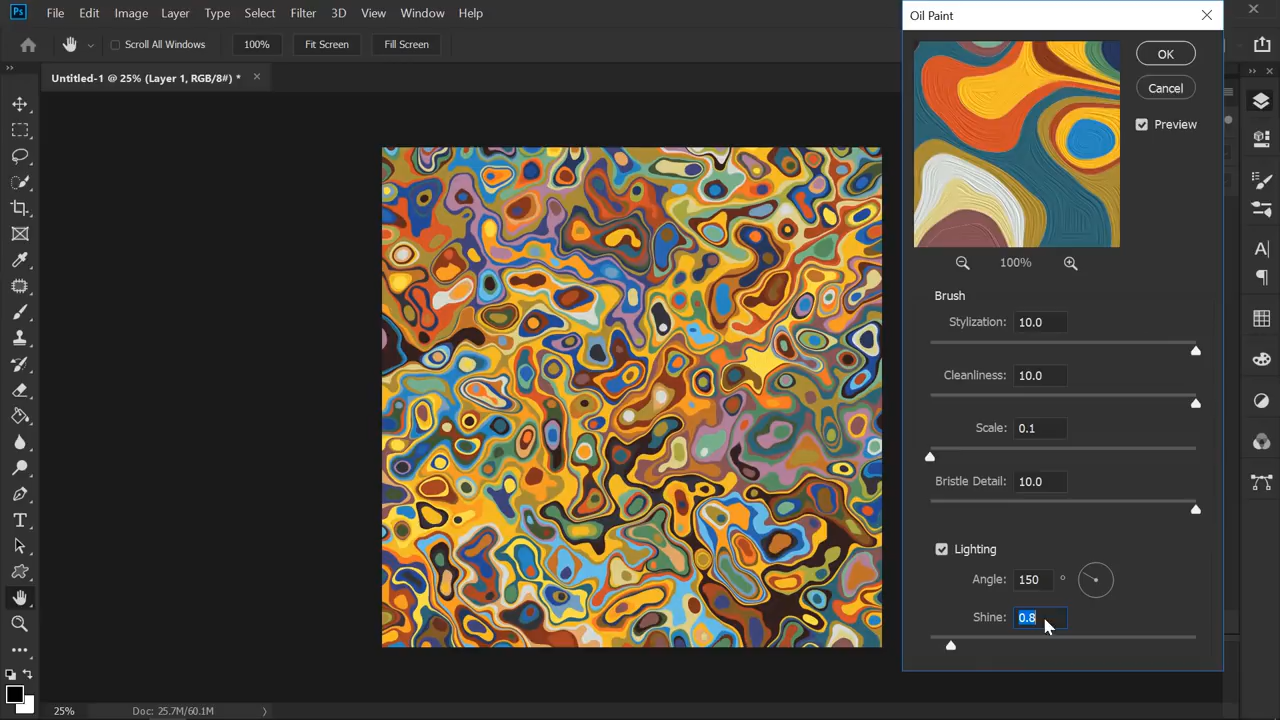 Ps File Edit Image Layer Type Select Filter 3D View Window Help
Oil Paint
Scroll All Windows 100% Fit Screen Fill Screen
OK
Untitled-1 @ 25% (Layer 1, RGB/8#) *
Cancel
Preview
100%
Brush
Stylization: 10.0
Cleanliness: 10.0
Scale: 0.1
Bristle Detail: 10.0
Lighting
Angle: 150 °
Shine: 0.8
25% Doc: 25.7M/60.1M